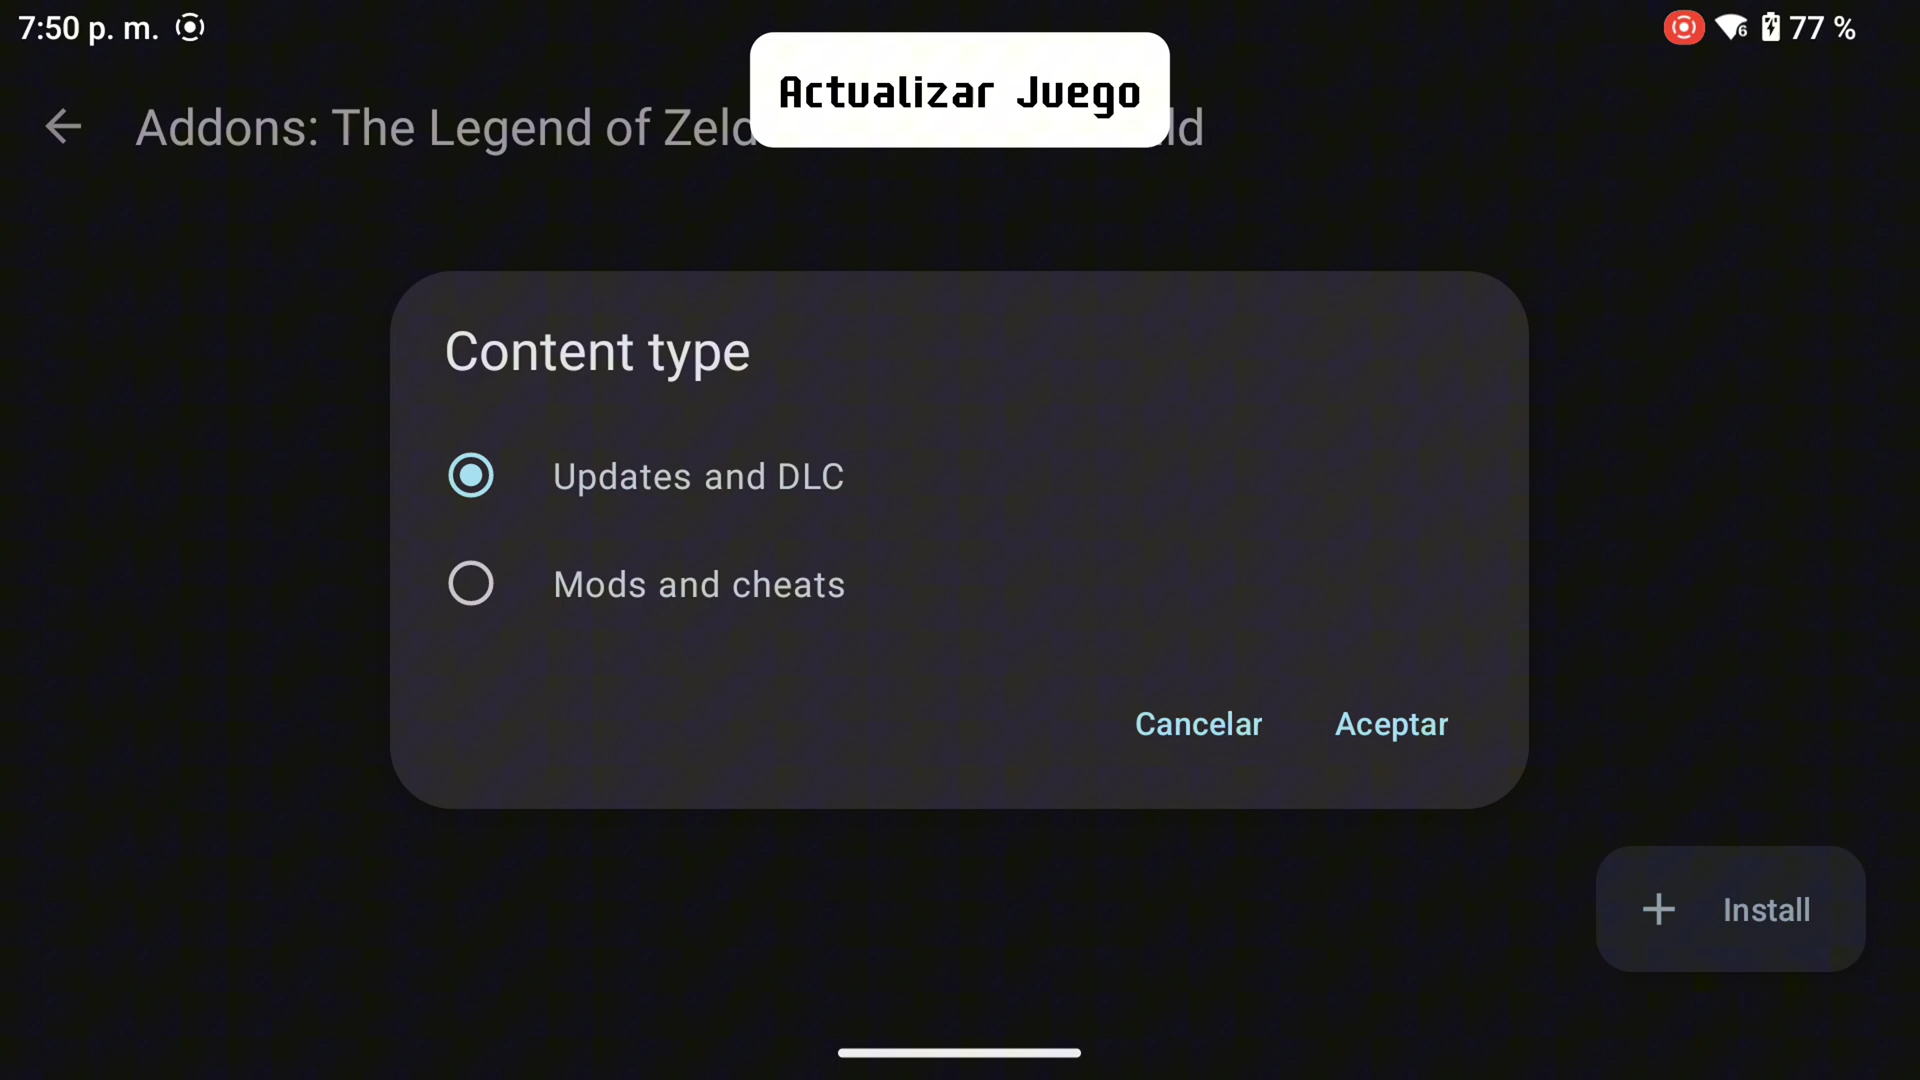 7:50 p. m.
6 77 %
Actualizar Juego
Addons: The Legend of Zeld ld
Content type
Updates and DLC
Mods and cheats
Cancelar Aceptar
+ Install